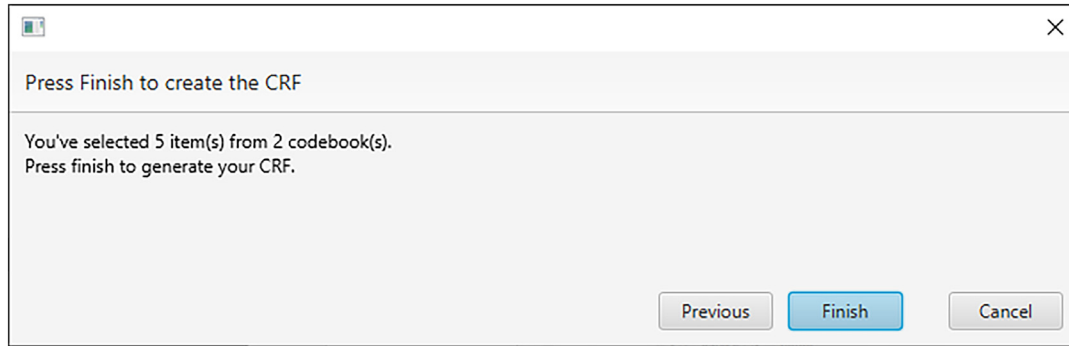 Press Finish to create the CRF
You've selected 5 item(s) from 2 codebook(s).
Press finish to generate your CRF.
Previous Finish Cancel